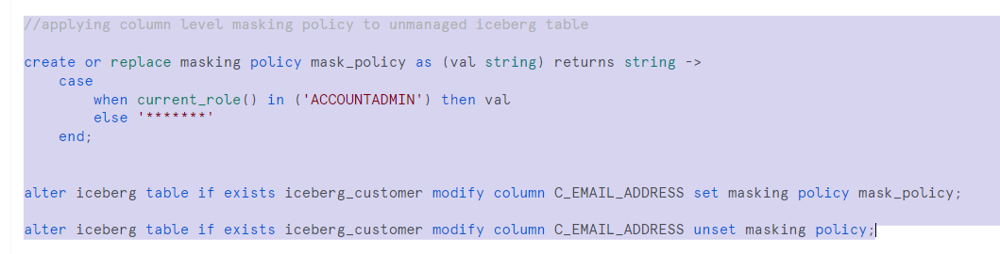 //applying column level masking policy to unmanaged iceberg table
create or replace masking policy mask_policy as (val string) returns string ->
case
when current_role() in ('ACCOUNTADMIN') then val
else '*******'
end;
alter iceberg table if exists iceberg_customer modify column C_EMAIL_ADDRESS set masking policy mask_policy;
alter iceberg table if exists iceberg_customer modify column C_EMAIL_ADDRESS unset masking policy;